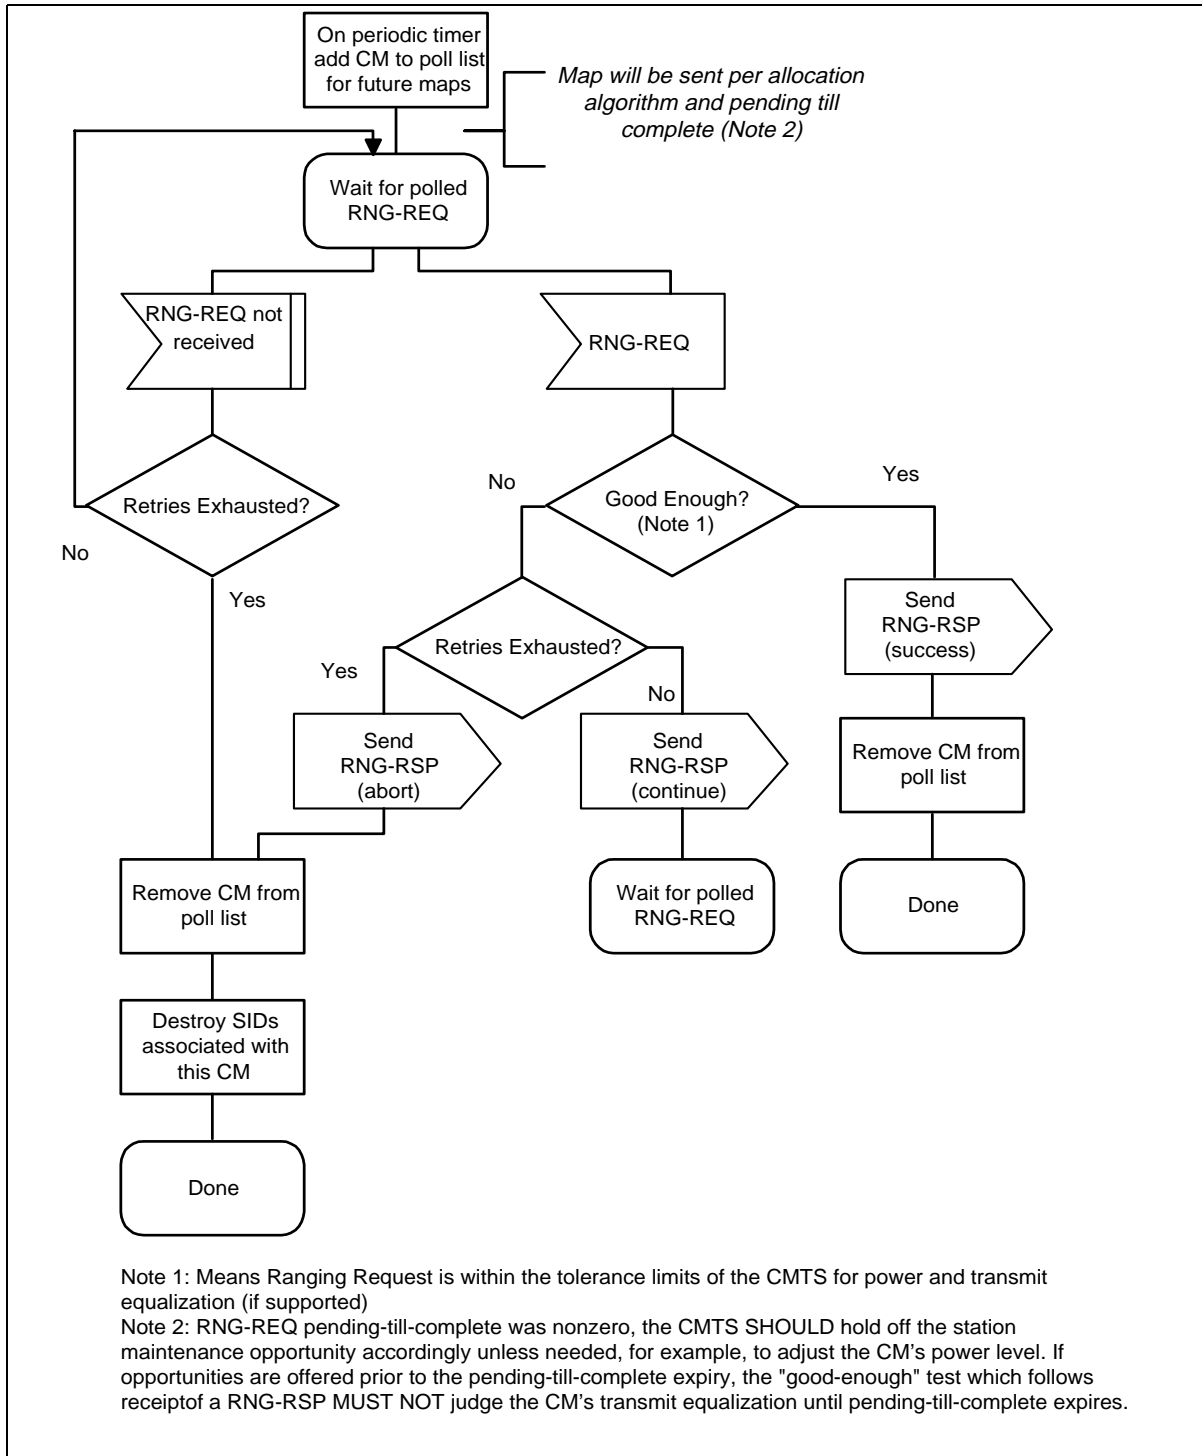 On periodic timer
add CM to poll list
for future maps
Map will be sent per allocation
algorithm and pending till
complete (Note 2)
Wait for polled
RNG-REQ
RNG-REQ not
received
RNG-REQ
Retries Exhausted?
No
Yes
Good Enough?
(Note 1)
No
Yes
Retries Exhausted?
Yes
No
Send
RNG-RSP
(success)
Send
RNG-RSP
(abort)
Send
RNG-RSP
(continue)
Remove CM from
poll list
Remove CM from
poll list
Wait for polled
RNG-REQ
Done
Destroy SIDs
associated with
this CM
Done
Note 1: Means Ranging Request is within the tolerance limits of the CMTS for power and transmit
equalization (if supported)
Note 2: RNG-REQ pending-till-complete was nonzero, the CMTS SHOULD hold off the station
maintenance opportunity accordingly unless needed, for example, to adjust the CM's power level. If
opportunities are offered prior to the pending-till-complete expiry, the "good-enough" test which follows
receiptof a RNG-RSP MUST NOT judge the CM's transmit equalization until pending-till-complete expires.